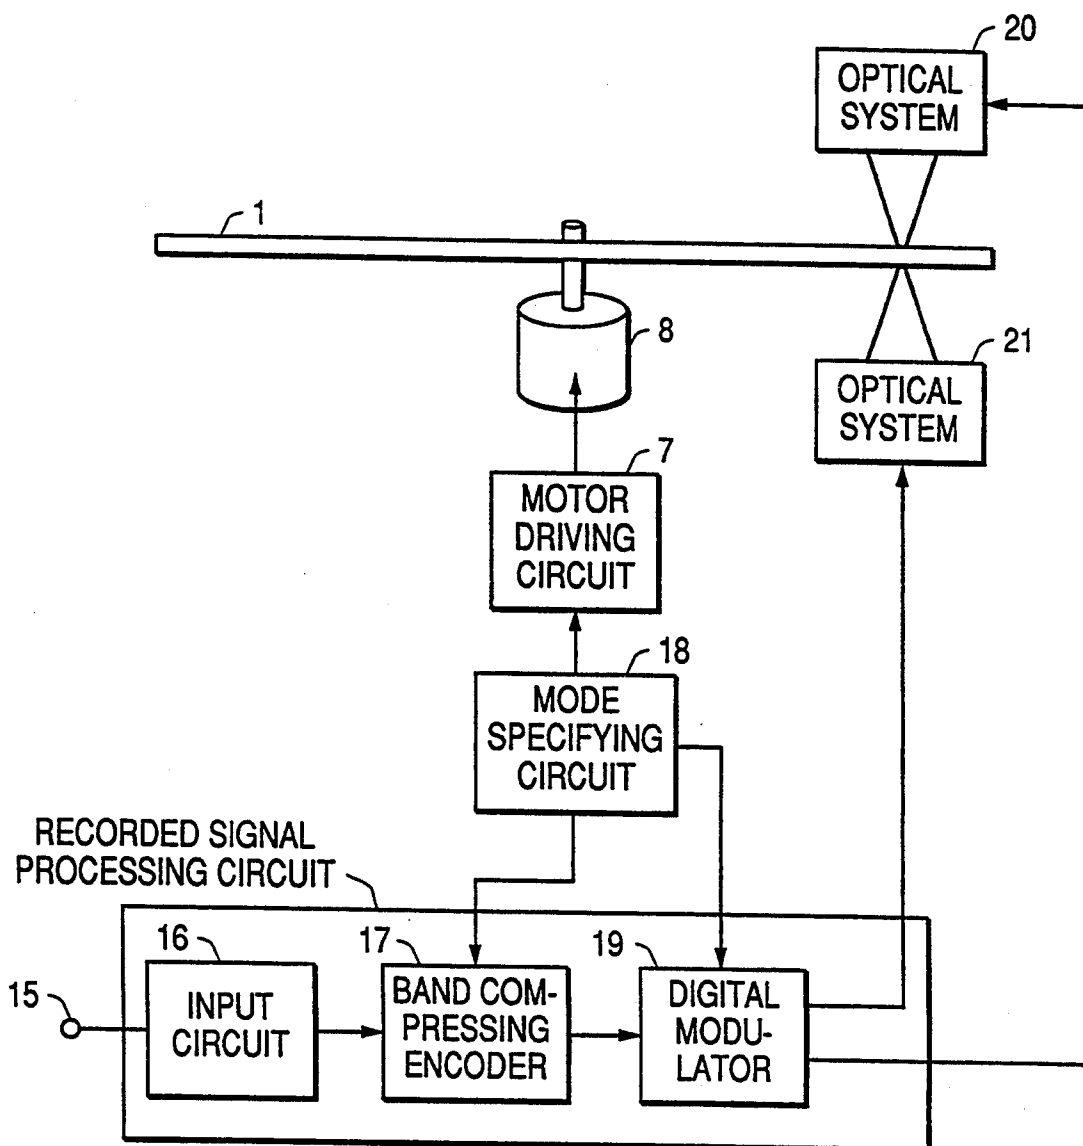 20
OPTICAL
SYSTEM
1
8
21
OPTICAL
SYSTEM
7
MOTOR
DRIVING
CIRCUIT
18
MODE
SPECIFYING
CIRCUIT
RECORDED SIGNAL
PROCESSING CIRCUIT
15
16
INPUT
CIRCUIT
17
BAND COM-
PRESSING
ENCODER
19
DIGITAL
MODU-
LATOR